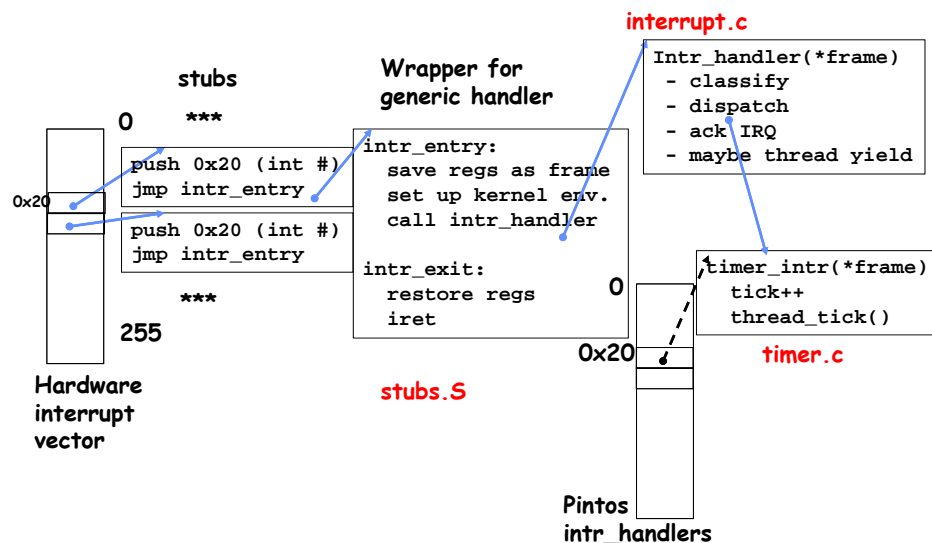 interrupt.c
Intr_handler(*frame)
- classify
- dispatch
- ack IRQ
- maybe thread yield
stubs
***
Wrapper for
generic handler
0
0x20
255
Hardware
interrupt
vector
push 0x20 (int #)
jmp intr_entry
push 0x20 (int #)
jmp intr_entry
***
intr_entry:
save regs as frame
set up kernel env.
call intr_handler
intr_exit:
restore regs
iret
stubs.S
0
0x20
Pintos
intr_handlers
timer_intr(*frame)
tick++
thread_tick()
timer.c